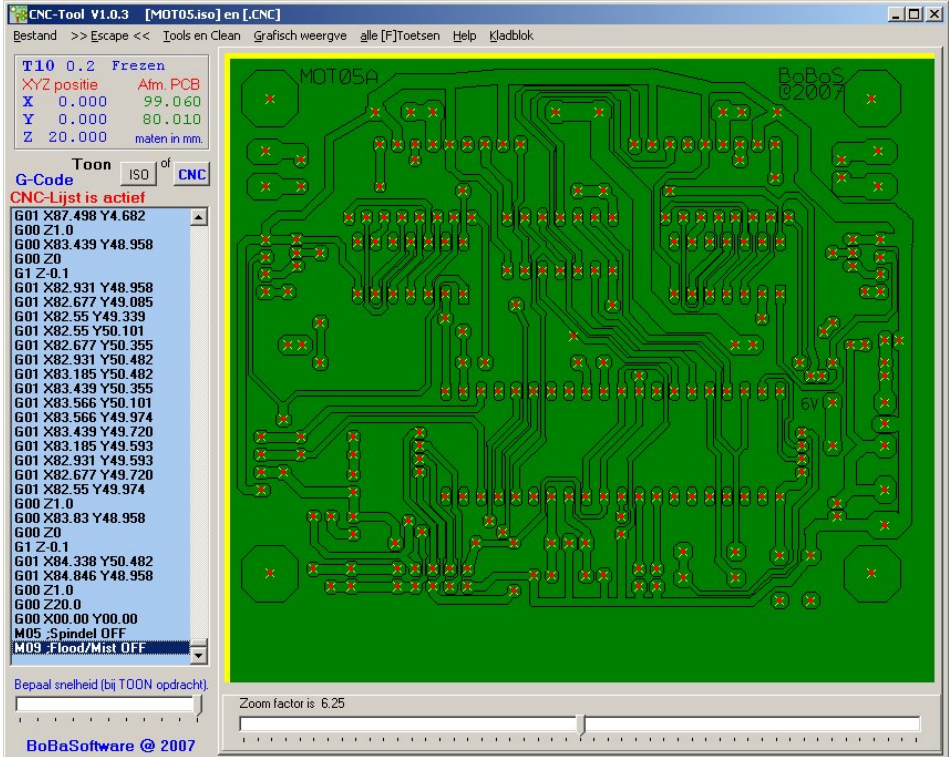 CNC-Tool V1.0.3 [MOT05.iso] en [.CNC]
Bestand >> Escape << Tools en Clean Grafisch weergve alle [F]Toetsen Help Kladblok
T10 0.2 Frezen
XYZ positie Afm. PCB
X 0.000 99.060
Y 0.000 80.010
Z 20.000 maten in mm.
Toon of
G-Code ISO CNC
CNC-Lijst is actief
G01 X87.498 Y4.682
G00 Z1.0
G00 X83.439 Y48.958
G00 Z0
G1 Z-0.1
G01 X82.931 Y48.958
G01 X82.677 Y49.085
G01 X82.55 Y49.339
G01 X82.55 Y50.101
G01 X82.677 Y50.355
G01 X82.931 Y50.482
G01 X83.185 Y50.482
G01 X83.439 Y50.355
G01 X83.566 Y50.101
G01 X83.566 Y49.974
G01 X83.439 Y49.720
G01 X83.185 Y49.593
G01 X82.931 Y49.593
G01 X82.677 Y49.720
G01 X82.55 Y49.974
G00 Z1.0
G00 X83.83 Y48.958
G00 Z0
G1 Z-0.1
G01 X84.338 Y50.482
G01 X84.846 Y48.958
G00 Z1.0
G00 Z20.0
G00 X00.00 Y00.00
M05 ;Spindel OFF
M09 ;Flood/Mist OFF
Bepaal snelheid (bij TOON opdracht).
BoBaSoftware @ 2007
MOT05A
BoBaS
@2007
6V
Zoom factor is 6.25